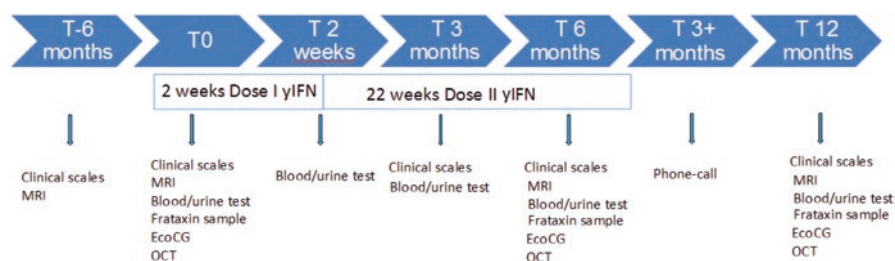 T-6
months
T0
T 2
weeks
T 3
months
T 6
months
T 3+
months
T 12
months
2 weeks Dose I yIFN
22 weeks Dose II yIFN
Clinical scales
MRI
Clinical scales
MRI
Blood/urine test
Frataxin sample
EcoCG
OCT
Blood/urine test
Clinical scales
Blood/urine test
Clinical scales
MRI
Blood/urine test
Frataxin sample
EcoCG
OCT
Phone-call
Clinical scales
MRI
Blood/urine test
Frataxin sample
EcoCG
OCT